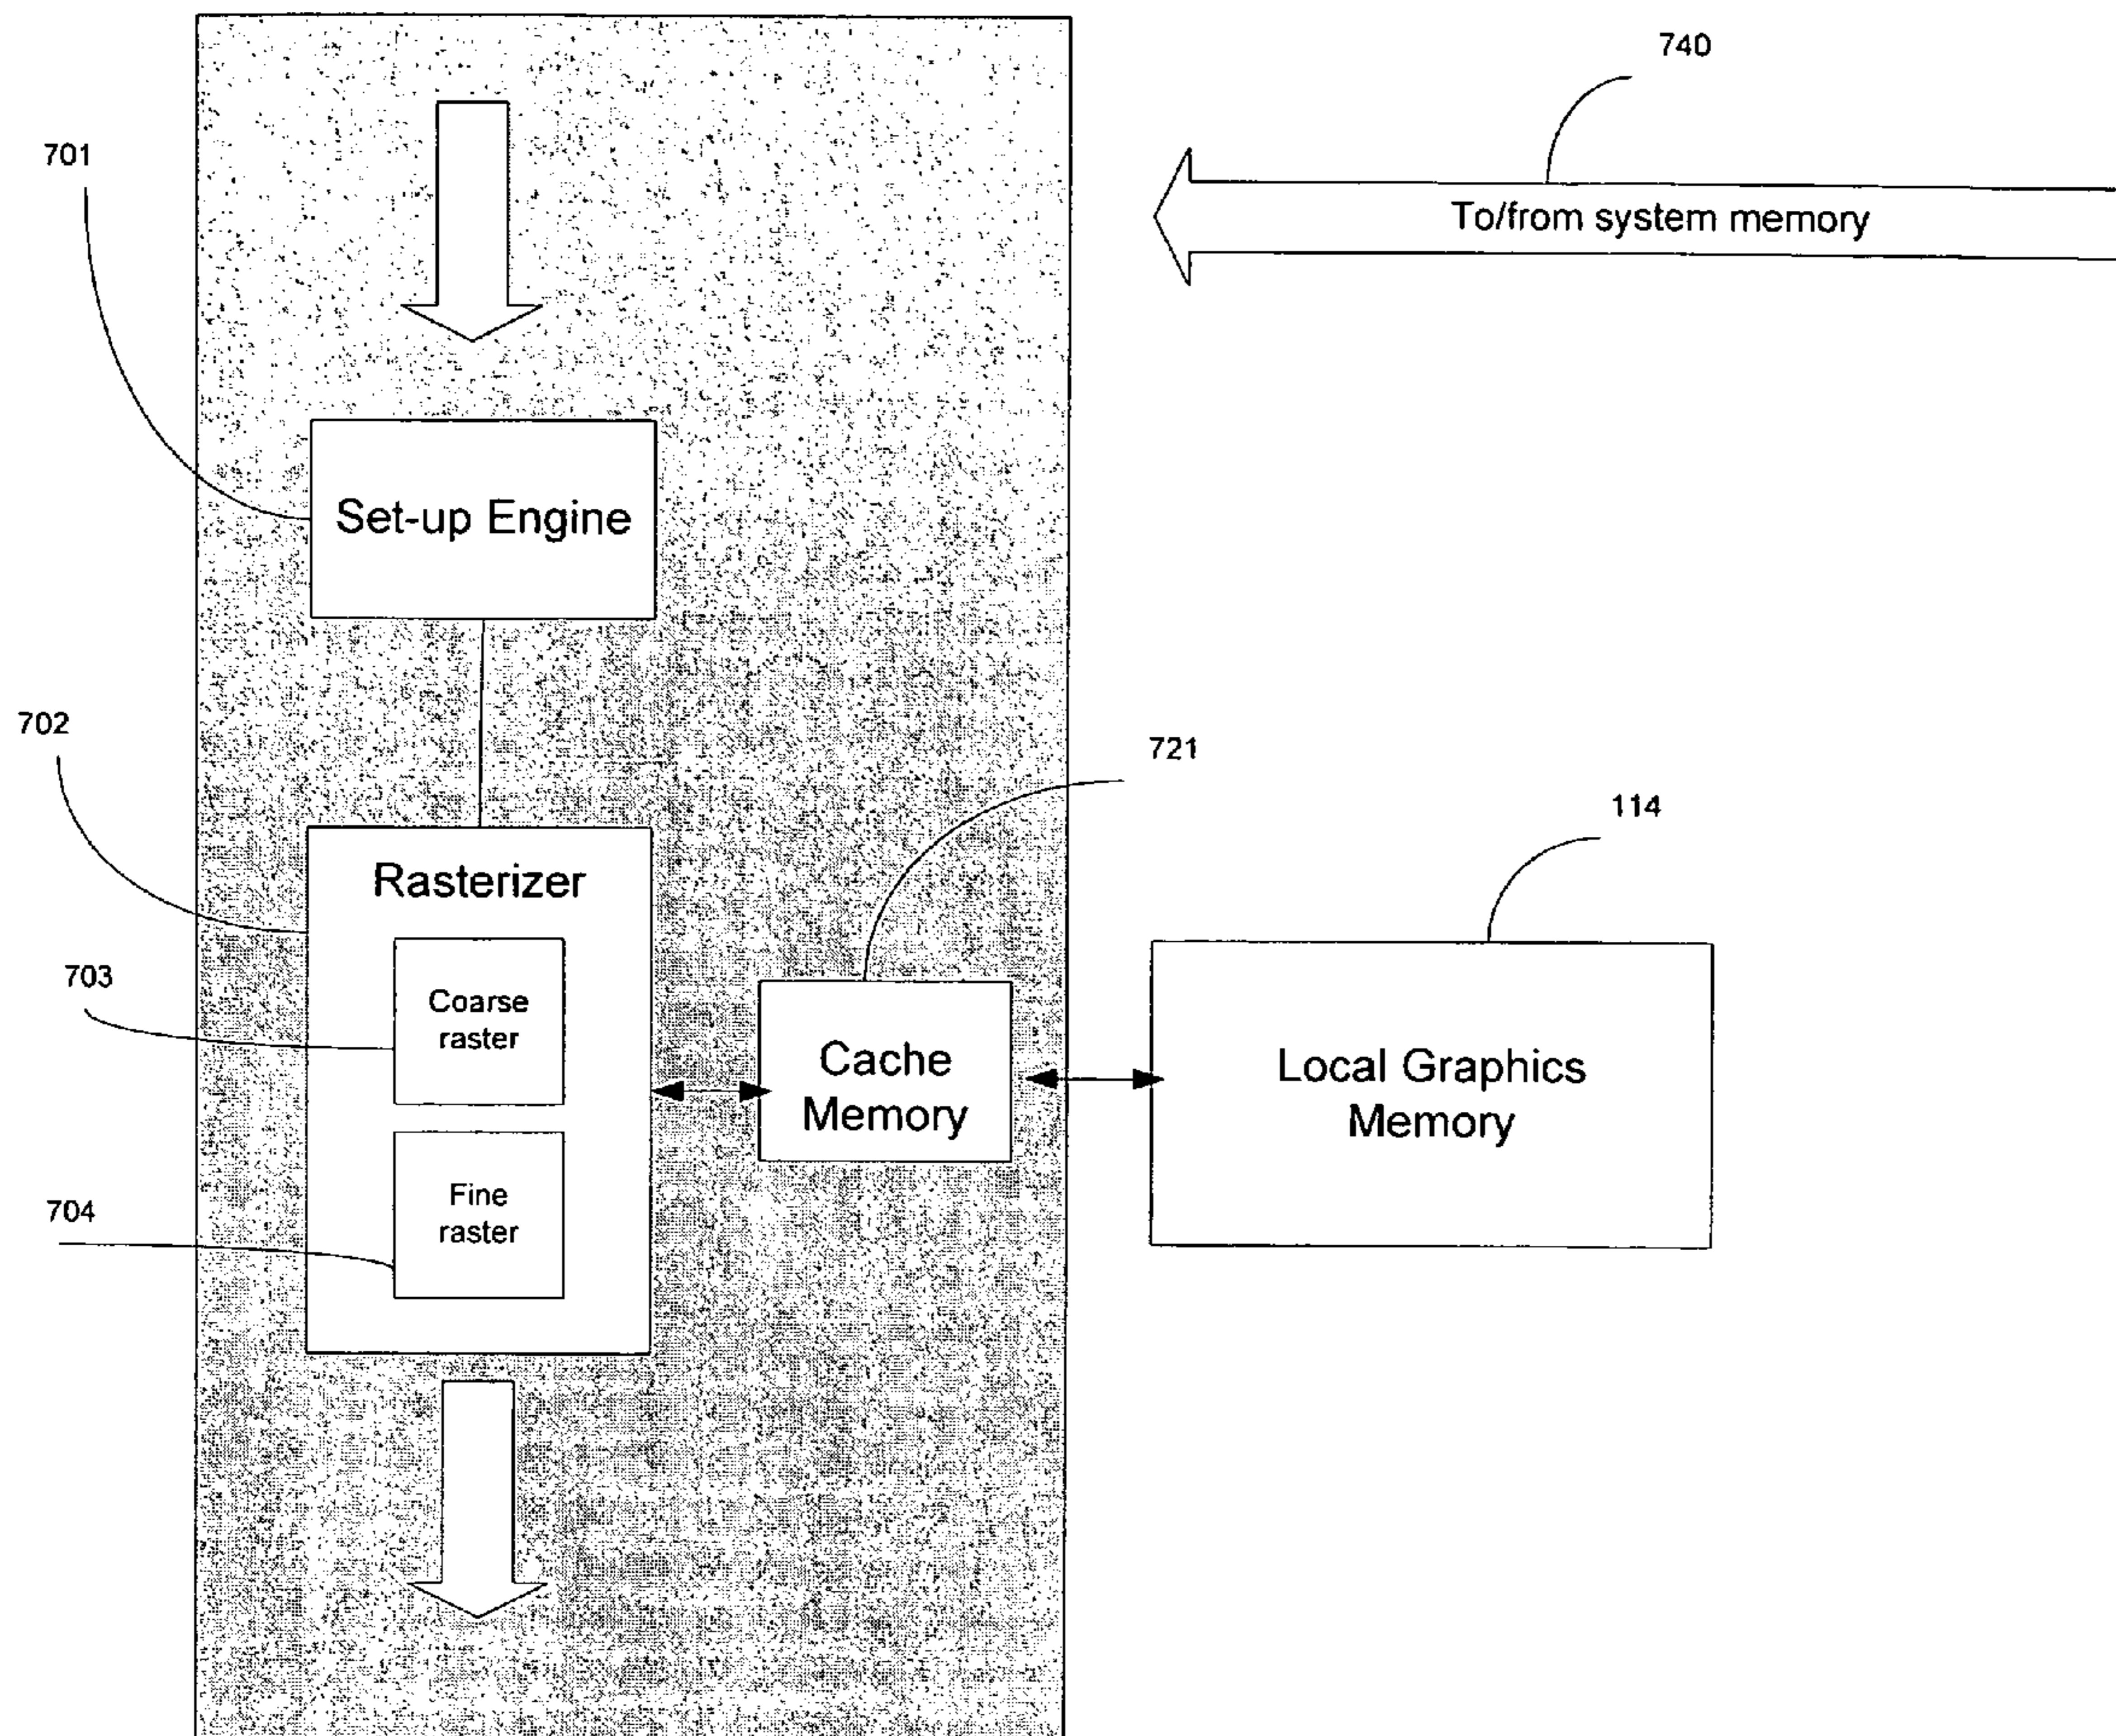 740
701
To/from system memory
Set-up Engine
702
721
114
Rasterizer
703
Coarse
raster
Cache
Memory
Local Graphics
Memory
704
Fine
raster